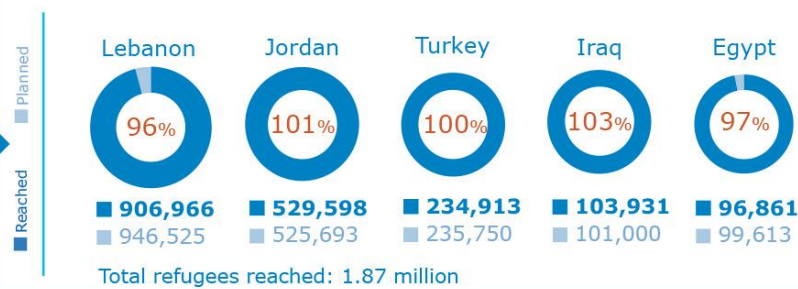 Planned
Reached
Lebanon Jordan Turkey Iraq Egypt
96% 101% 100% 103% 97%
906,966 529,598 234,913 103,931 96,861
946,525 525,693 235,750 101,000 99,613
Total refugees reached: 1.87 million